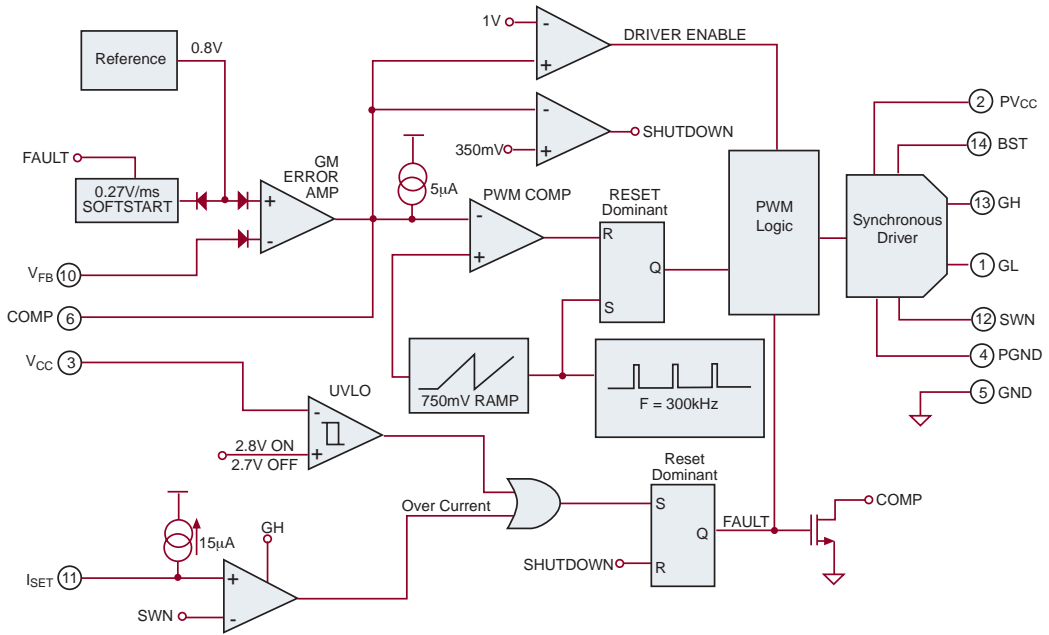 1V
-
+
DRIVER ENABLE
Reference
0.8V
-
+
350mV
SHUTDOWN
2 PVCC
14 BST
13 GH
1 GL
12 SWN
4 PGND
5 GND
FAULT
0.27V/ms
SOFTSTART
GM
ERROR
AMP
+
-
5μA
PWM COMP
-
+
RESET
Dominant
R
Q
S
PWM
Logic
Synchronous
Driver
VFB 10
COMP 6
VCC 3
750mV RAMP
F = 300kHz
UVLO
-
+
2.8V ON
2.7V OFF
Over Current
Reset
Dominant
S
Q
R
FAULT
COMP
SHUTDOWN
15μA
GH
ISET 11
+
-
SWN